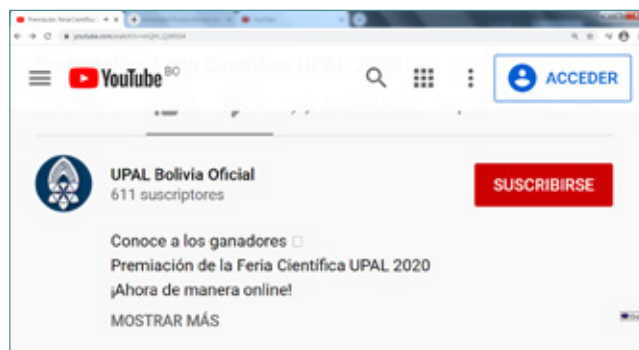 YouTube BO
ACCEDER
UPAL Bolivia Oficial
611 suscriptores
SUSCRIBIRSE
Conoce a los ganadores
Premiación de la Feria Científica UPAL 2020
¡Ahora de manera online!
MOSTRAR MÁS